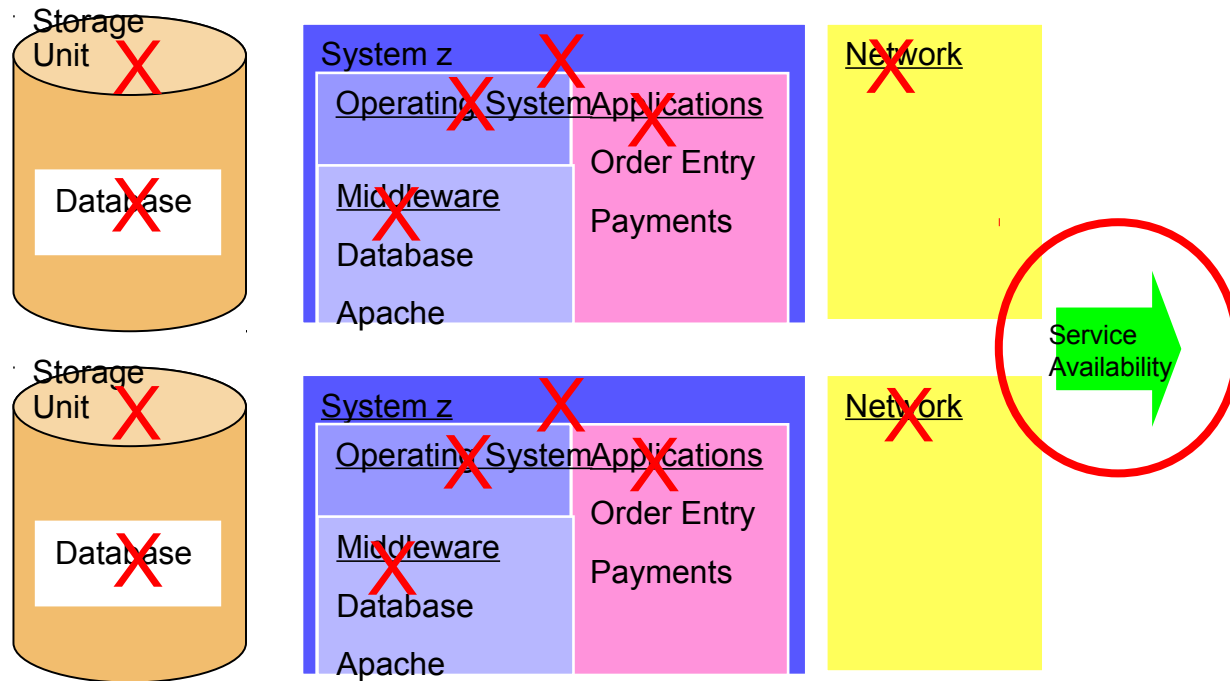 Storage
Unit
Database
System z
Operating System
Applications
Order Entry
Payments
Middleware
Database
Apache
Network
Service
Availability
Storage
Unit
Database
System z
Operating System
Applications
Order Entry
Payments
Middleware
Database
Apache
Network